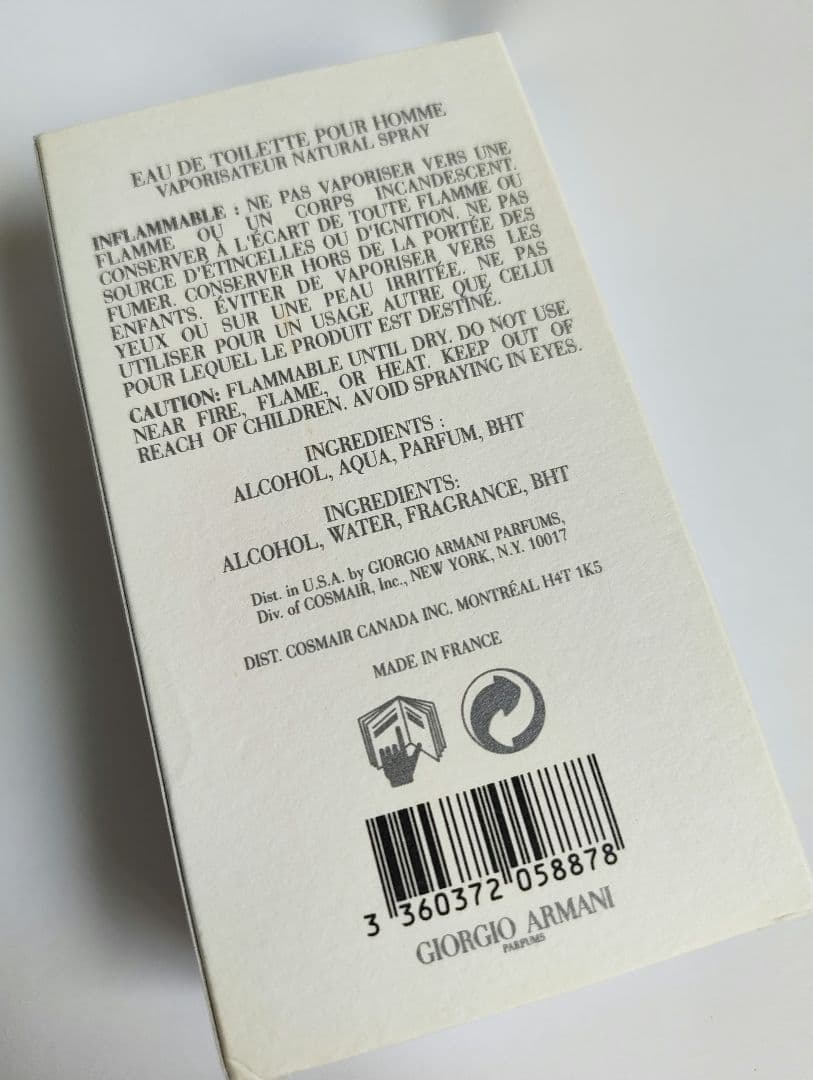 EAU DE TOILETTE POUR HOMME
VAPORISATEUR NATURAL SPRAY
INFLAMMABLE : NE PAS VAPORISER VERS UNE
FLAMME OU UN CORPS INCANDESCENT.
CONSERVER À L'ÉCART DE TOUTE FLAMME OU
SOURCE D'ÉTINCELLES OU D'IGNITION. NE PAS
FUMER. CONSERVER HORS DE LA PORTÉE DES
ENFANTS. ÉVITER DE VAPORISER VERS LES
YEUX OU SUR UNE PEAU IRRITÉE. NE PAS
UTILISER POUR UN USAGE AUTRE QUE CELUI
POUR LEQUEL LE PRODUIT EST DESTINÉ.
CAUTION: FLAMMABLE UNTIL DRY. DO NOT USE
NEAR FIRE, FLAME, OR HEAT. KEEP OUT OF
REACH OF CHILDREN. AVOID SPRAYING IN EYES.
INGREDIENTS :
ALCOHOL, AQUA, PARFUM, BHT
INGREDIENTS:
ALCOHOL, WATER, FRAGRANCE, BHT
Dist. in U.S.A. by GIORGIO ARMANI PARFUMS,
Div. of COSMAIR, Inc., NEW YORK, N.Y. 10017
DIST. COSMAIR CANADA INC. MONTRÉAL H4T 1K5
MADE IN FRANCE
3 360372 058878
GIORGIO ARMANI
PARFUMS